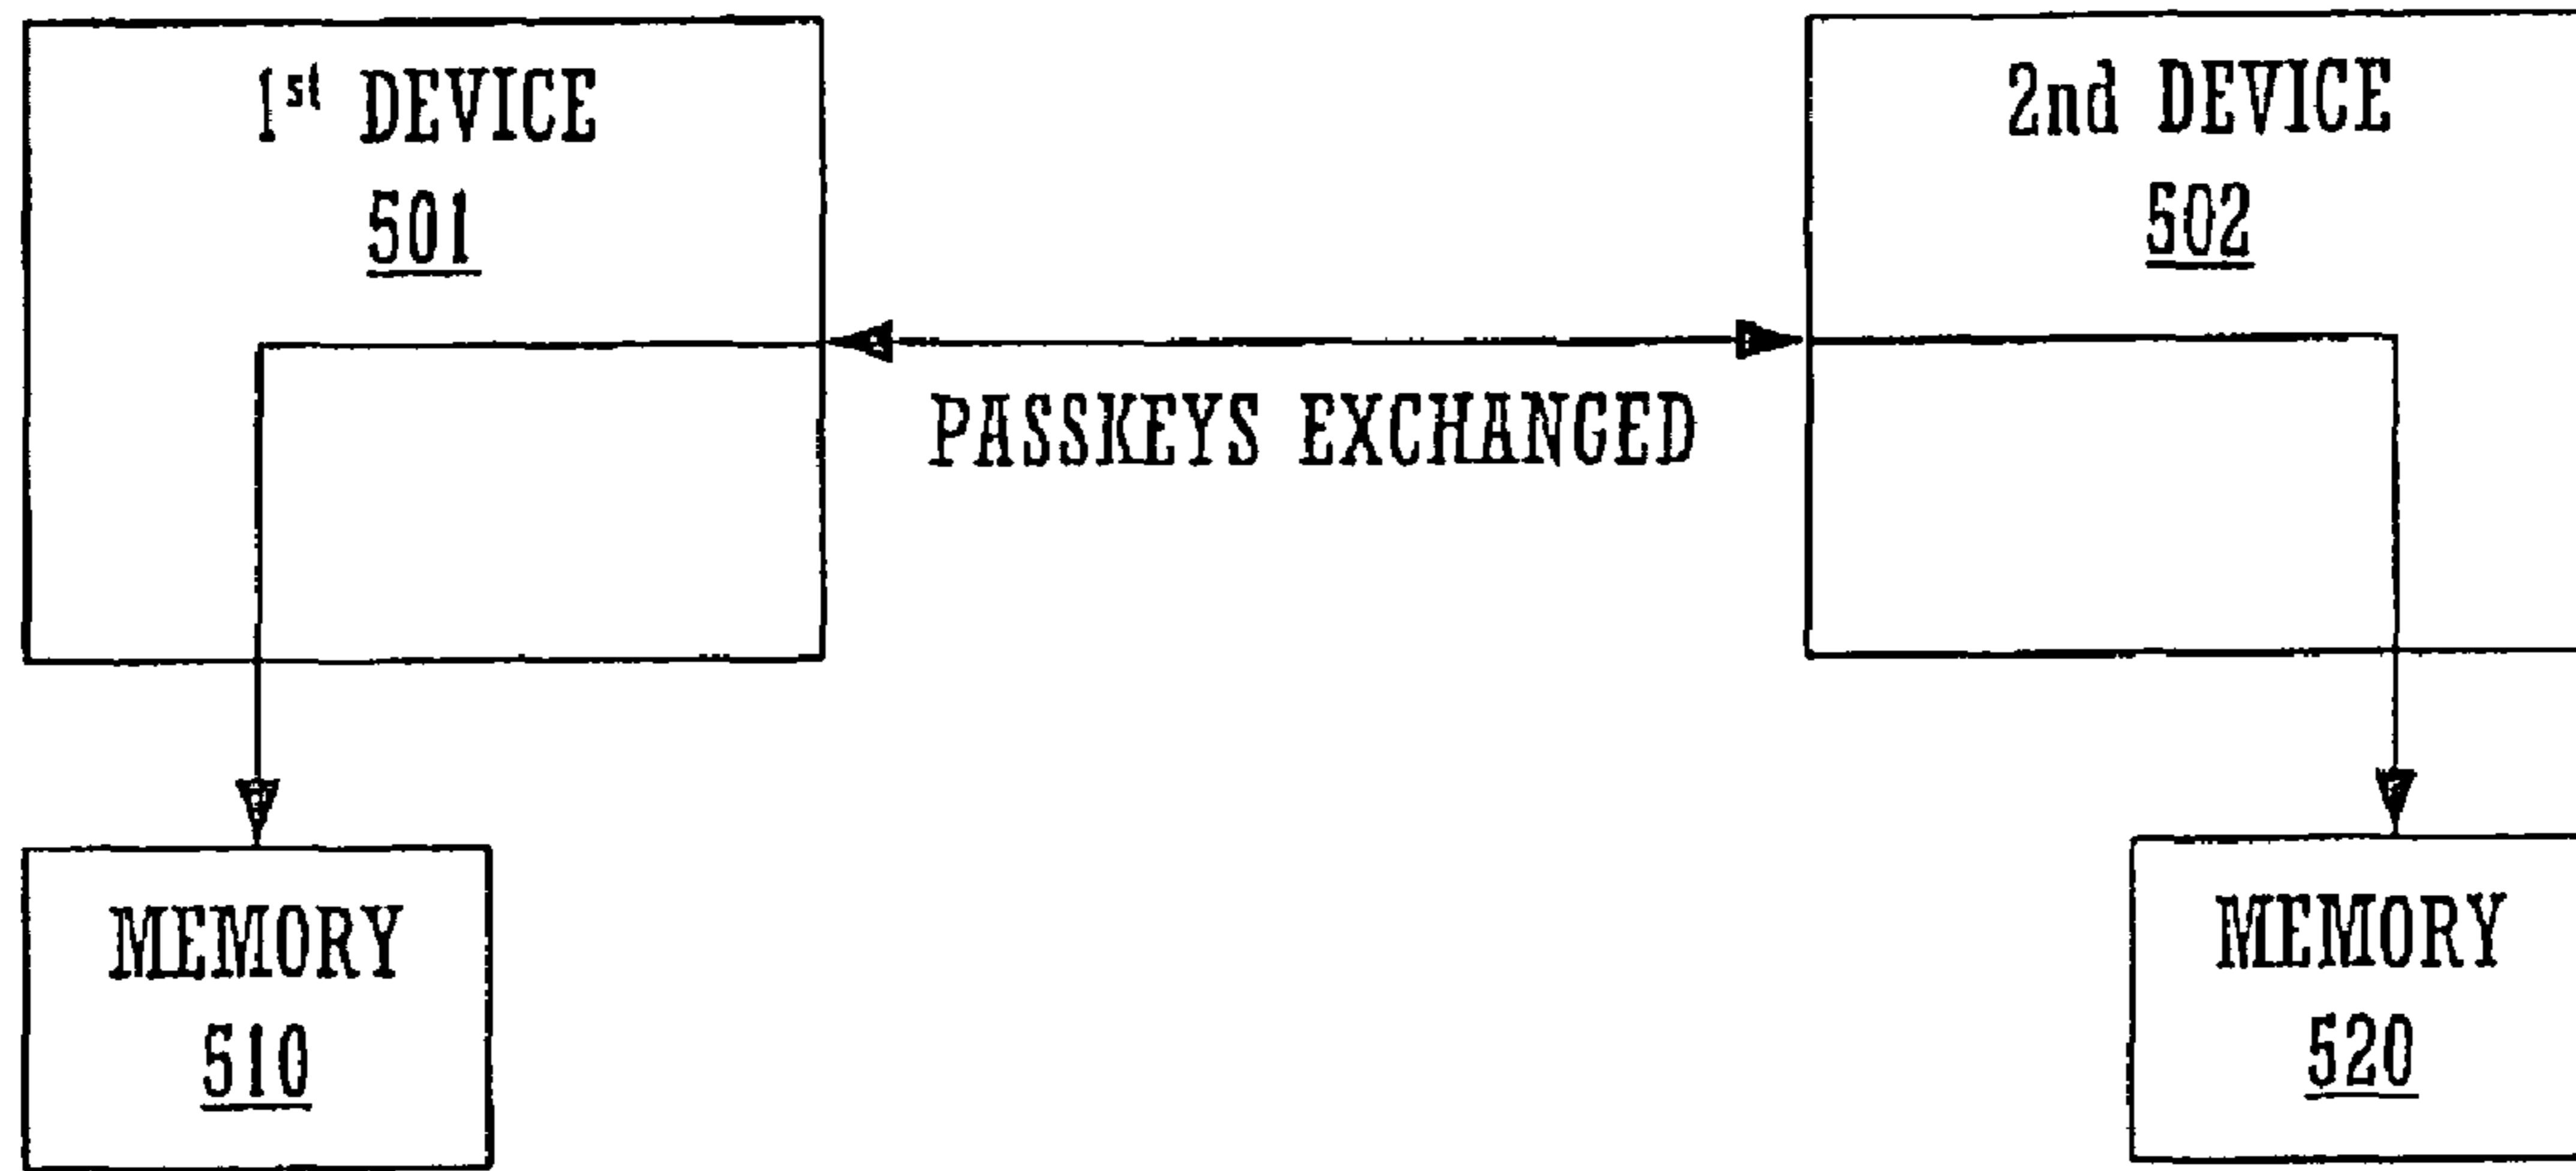 1st DEVICE
501
2nd DEVICE
502
PASSKEYS EXCHANGED
MEMORY
510
MEMORY
520